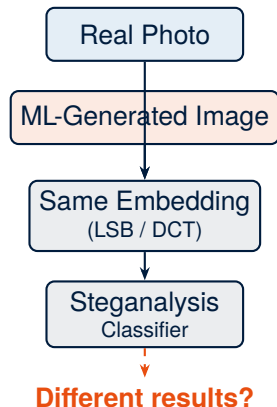 Real Photo
ML-Generated Image
Same Embedding
(LSB / DCT)
Steganalysis
Classifier
Different results?